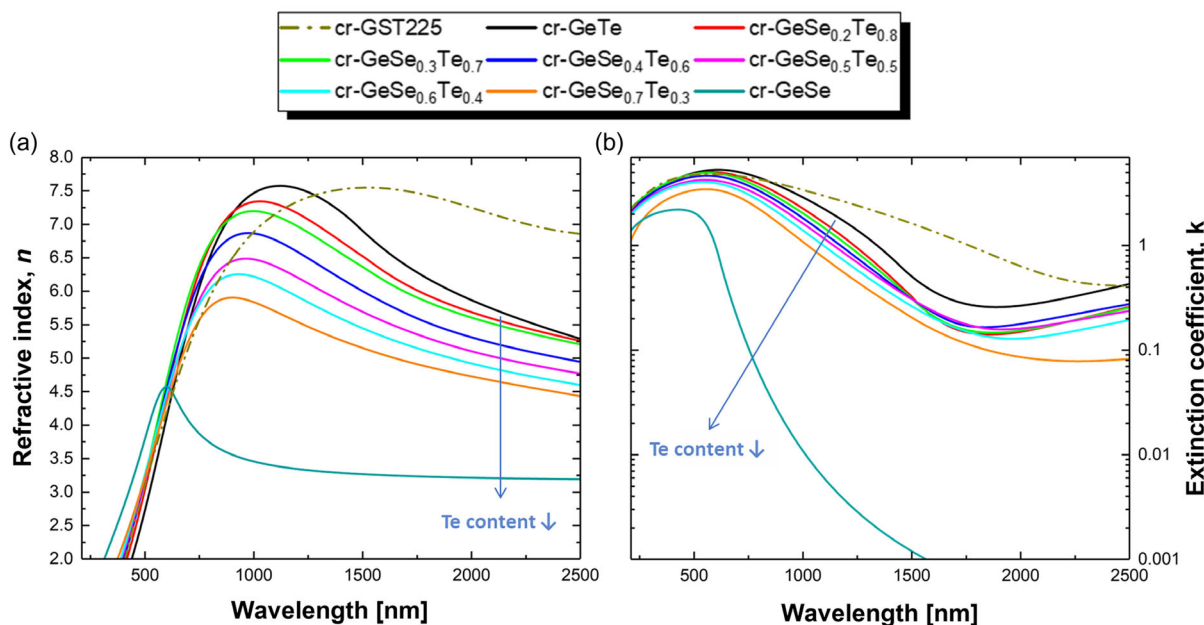 cr-GST225 cr-GeTe cr-GeSe0.2Te0.8
cr-GeSe0.3Te0.7 cr-GeSe0.4Te0.6 cr-GeSe0.5Te0.5
cr-GeSe0.6Te0.4 cr-GeSe0.7Te0.3 cr-GeSe
(a)
8.0
7.5
7.0
6.5
6.0
5.5
5.0
4.5
4.0
3.5
3.0
2.5
2.0
Refractive index, n
Te content ↓
500 1000 1500 2000 2500
Wavelength [nm]
(b)
Te content ↓
1
0.1
0.01
0.001
Extinction coefficient, k
500 1000 1500 2000 2500
Wavelength [nm]